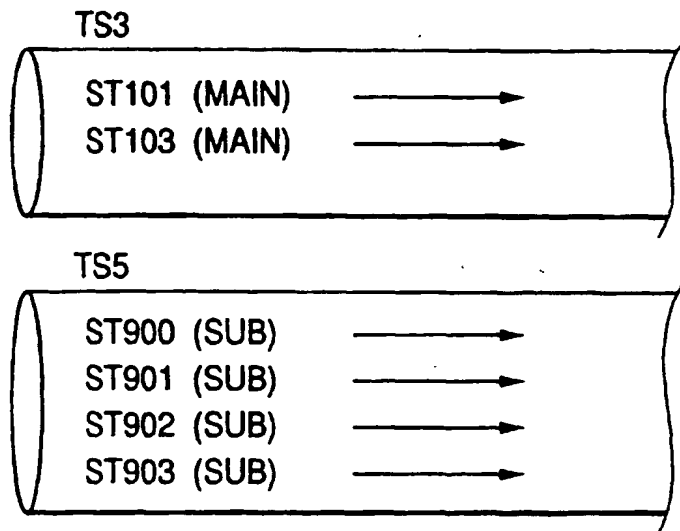 TS3
ST101 (MAIN)
ST103 (MAIN)
TS5
ST900 (SUB)
ST901 (SUB)
ST902 (SUB)
ST903 (SUB)